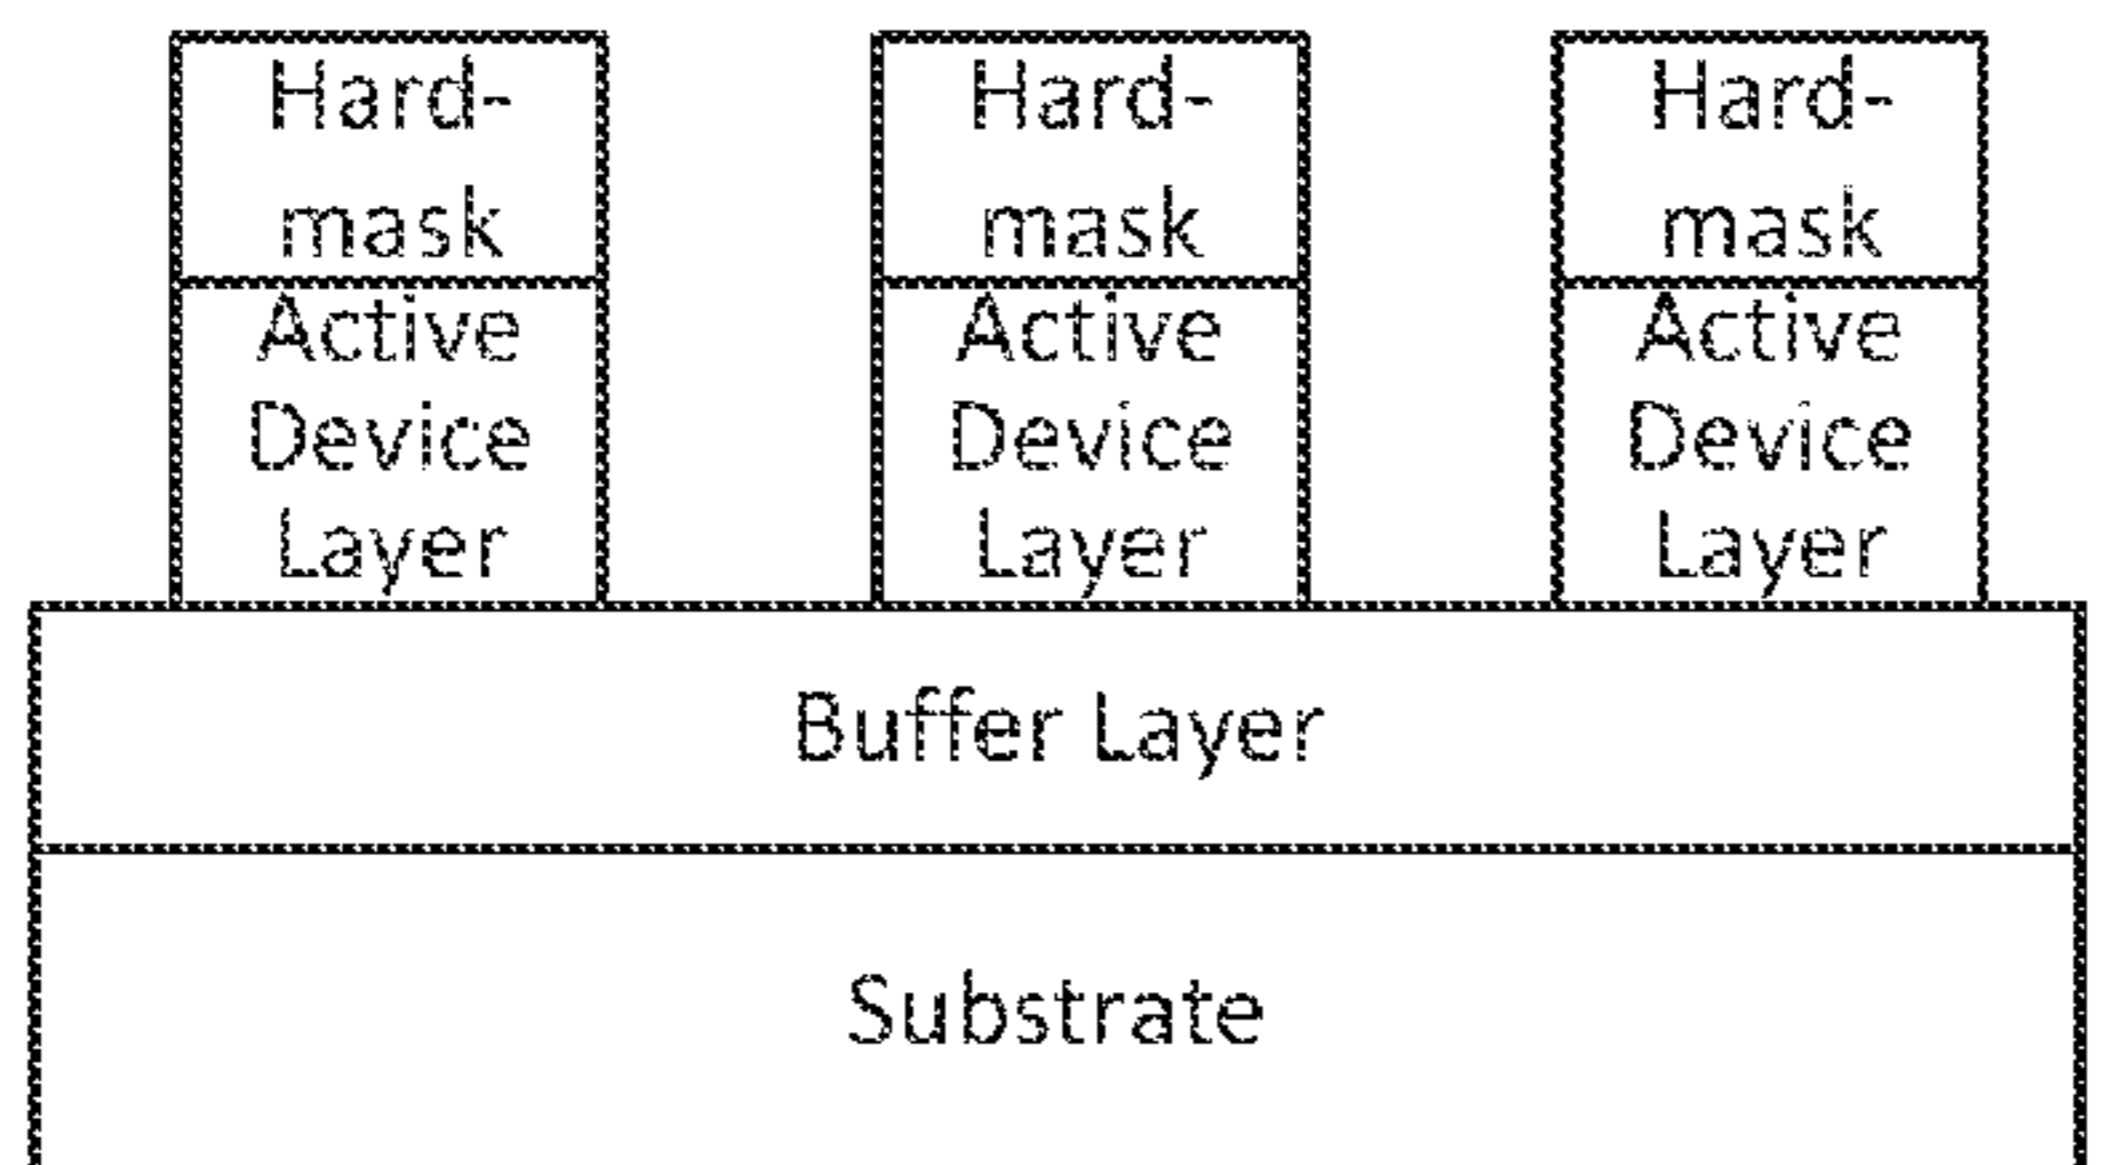 Hard-
mask
Active
Device
Layer
Hard-
mask
Active
Device
Layer
Hard-
mask
Active
Device
Layer
Buffer Layer
Substrate